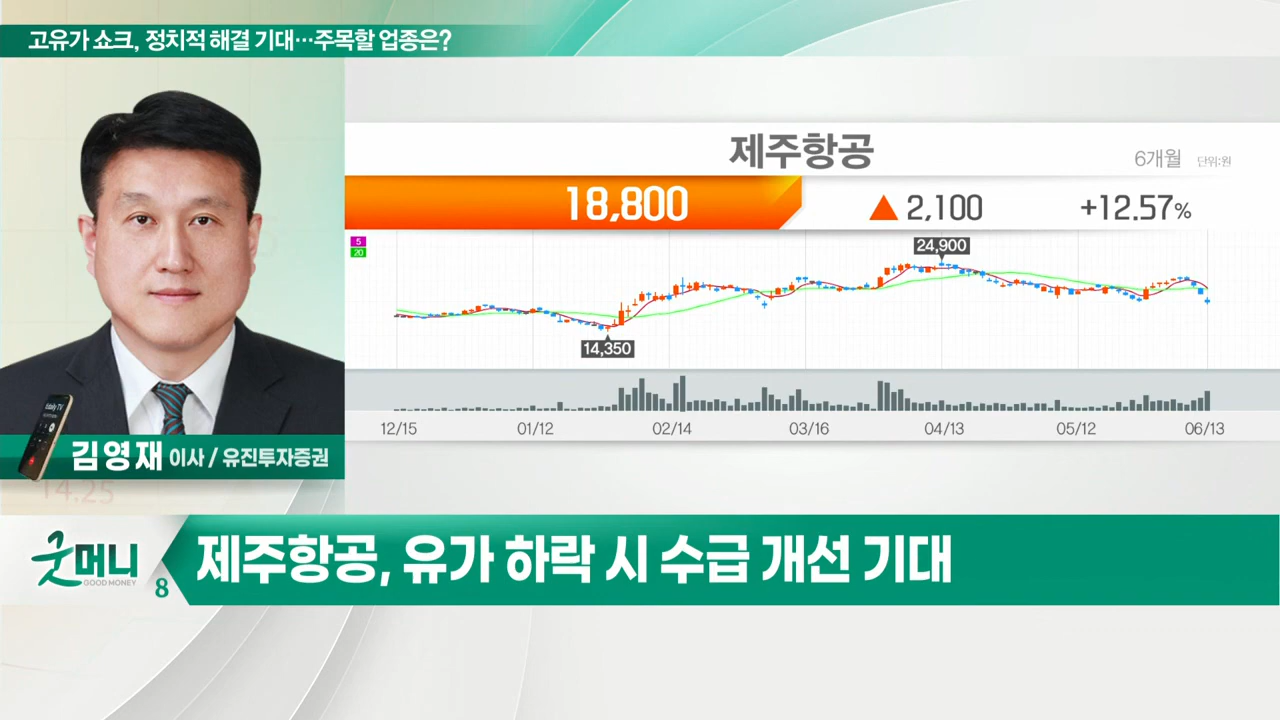 고유가 쇼크, 정치적 해결 기대…주목할 업종은?
제주항공
6개월 단위:원
18,800 ▲ 2,100 +12.57%
5
20
24,900
14,350
12/15 01/12 02/14 03/16 04/13 05/12 06/13
Edaily TV
김영재 이사 / 유진투자증권
14.25
굿머니
GOOD MONEY
8
제주항공, 유가 하락 시 수급 개선 기대